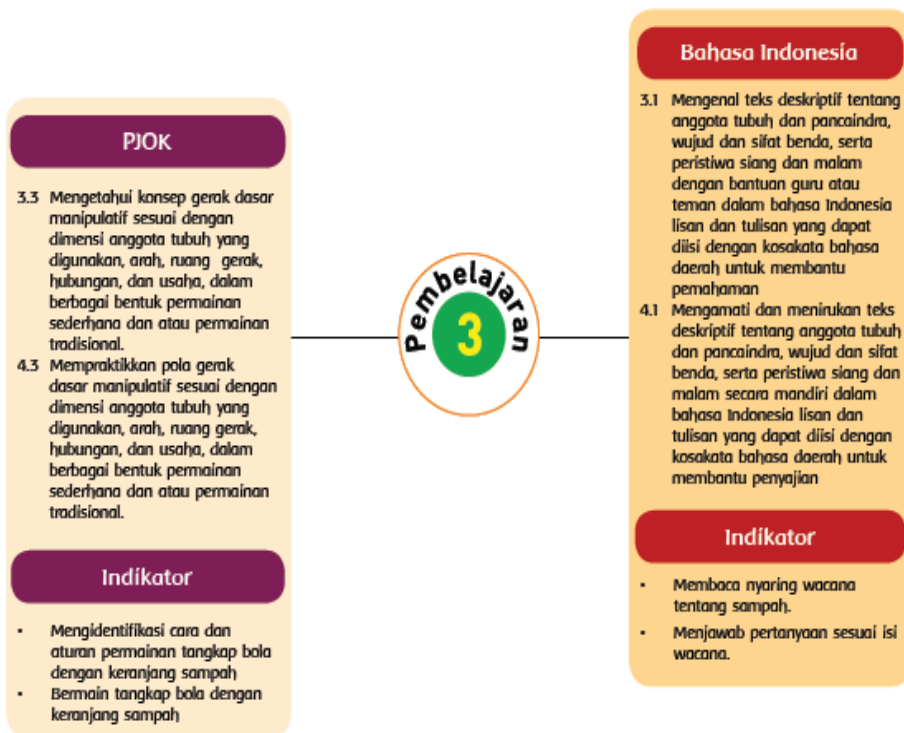 PJOK
3.3 Mengetahui konsep gerak dasar
manipulatif sesuai dengan
dimensi anggota tubuh yang
digunakan, arah, ruang gerak,
hubungan, dan usaha, dalam
berbagai bentuk permainan
sederhana dan atau permainan
tradisional.
4.3 Mempraktikkan pola gerak
dasar manipulatif sesuai dengan
dimensi anggota tubuh yang
digunakan, arah, ruang gerak,
hubungan, dan usaha, dalam
berbagai bentuk permainan
sederhana dan atau permainan
tradisional.
Indikator
• Mengidentifikasi cara dan
aturan permainan tangkap bola
dengan keranjang sampah
• Bermain tangkap bola dengan
keranjang sampah
Pembelajaran
3
Bahasa Indonesia
3.1 Mengenal teks deskriptif tentang
anggota tubuh dan pancaindra,
wujud dan sifat benda, serta
peristiwa siang dan malam
dengan bantuan guru atau
teman dalam bahasa Indonesia
lisan dan tulisan yang dapat
diisi dengan kosakata bahasa
daerah untuk membantu
pemahaman
4.1 Mengamati dan menirukan teks
deskriptif tentang anggota tubuh
dan pancaindra, wujud dan sifat
benda, serta peristiwa siang dan
malam secara mandiri dalam
bahasa Indonesia lisan dan
tulisan yang dapat diisi dengan
kosakata bahasa daerah untuk
membantu penyajian
Indikator
• Membaca nyaring wacana
tentang sampah.
• Menjawab pertanyaan sesuai isi
wacana.